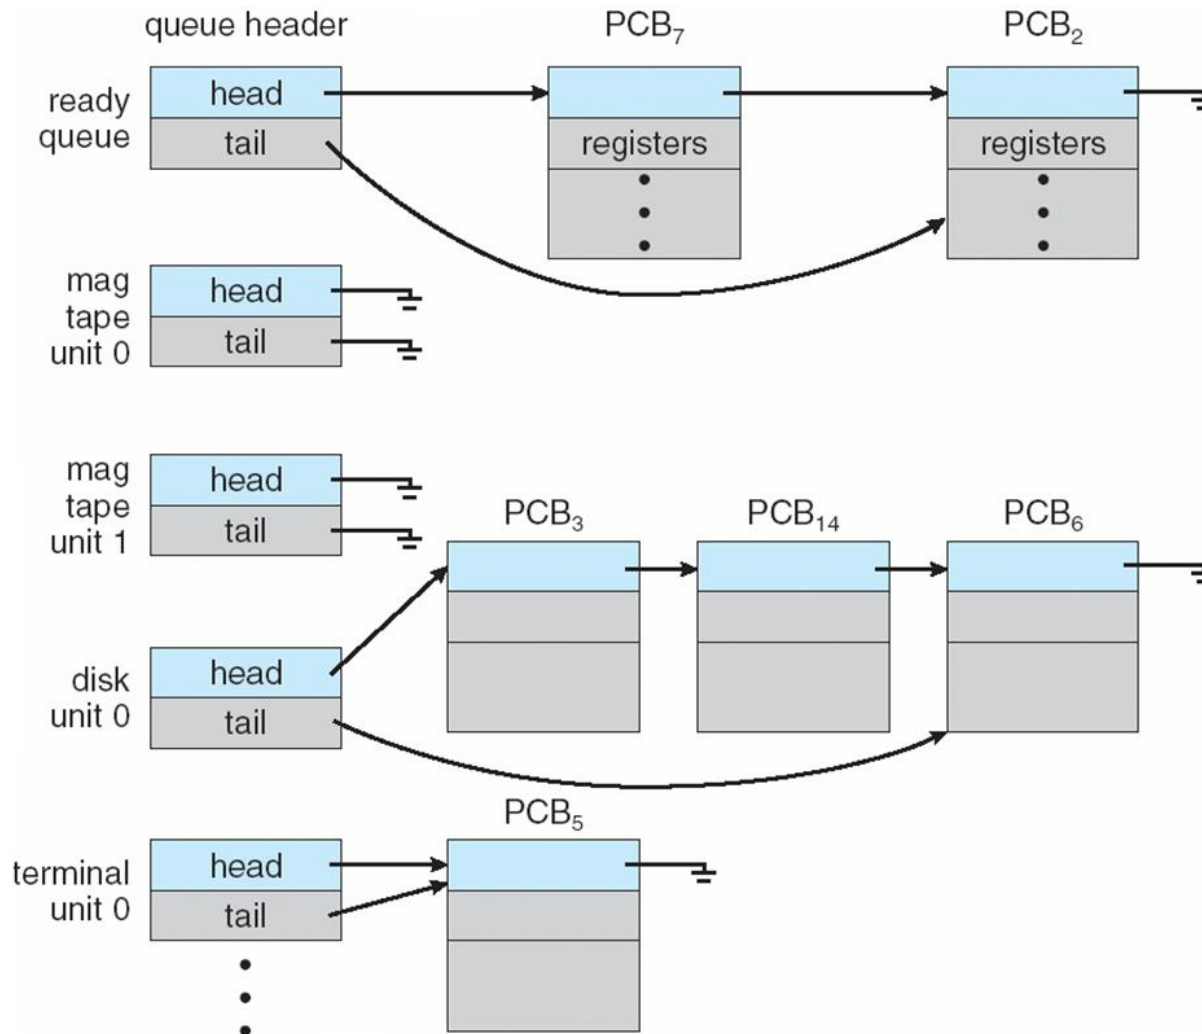 queue header
PCB₇
PCB₂
ready
queue
head
tail
registers
registers
mag
tape
unit 0
head
tail
mag
tape
unit 1
head
tail
PCB₃
PCB₁₄
PCB₆
disk
unit 0
head
tail
PCB₅
terminal
unit 0
head
tail